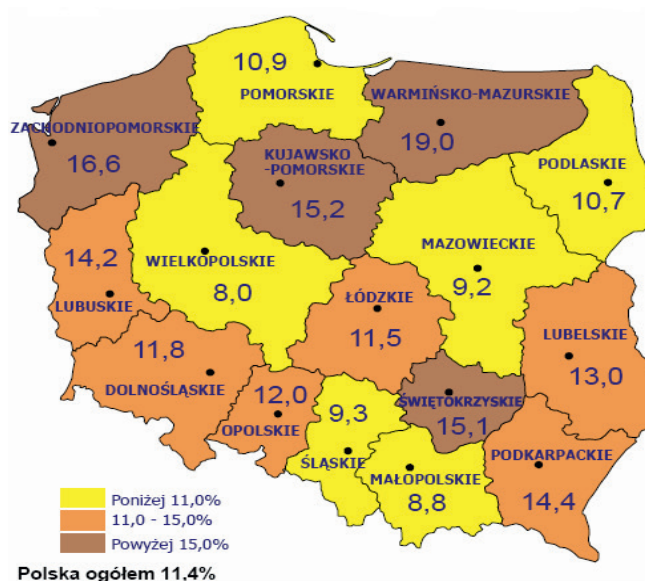 10,9
POMORSKIE
WARMIŃSKO-MAZURSKIE
19,0
ZACHODNIOPOMORSKIE
16,6
KUJAWSKO
-POMORSKIE
15,2
PODLASKIE
10,7
14,2
LUBUSKIE
WIELKOPOLSKIE
8,0
MAZOWIECKIE
9,2
ŁÓDZKIE
11,5
LUBELSKIE
13,0
11,8
DOLNOŚLĄSKIE
12,0
OPOLSKIE
9,3
ŚLĄSKIE
ŚWIĘTOKRZYSKIE
15,1
MAŁOPOLSKIE
8,8
PODKARPACKIE
14,4
Poniżej 11,0%
11,0 - 15,0%
Powyżej 15,0%
Polska ogółem 11,4%